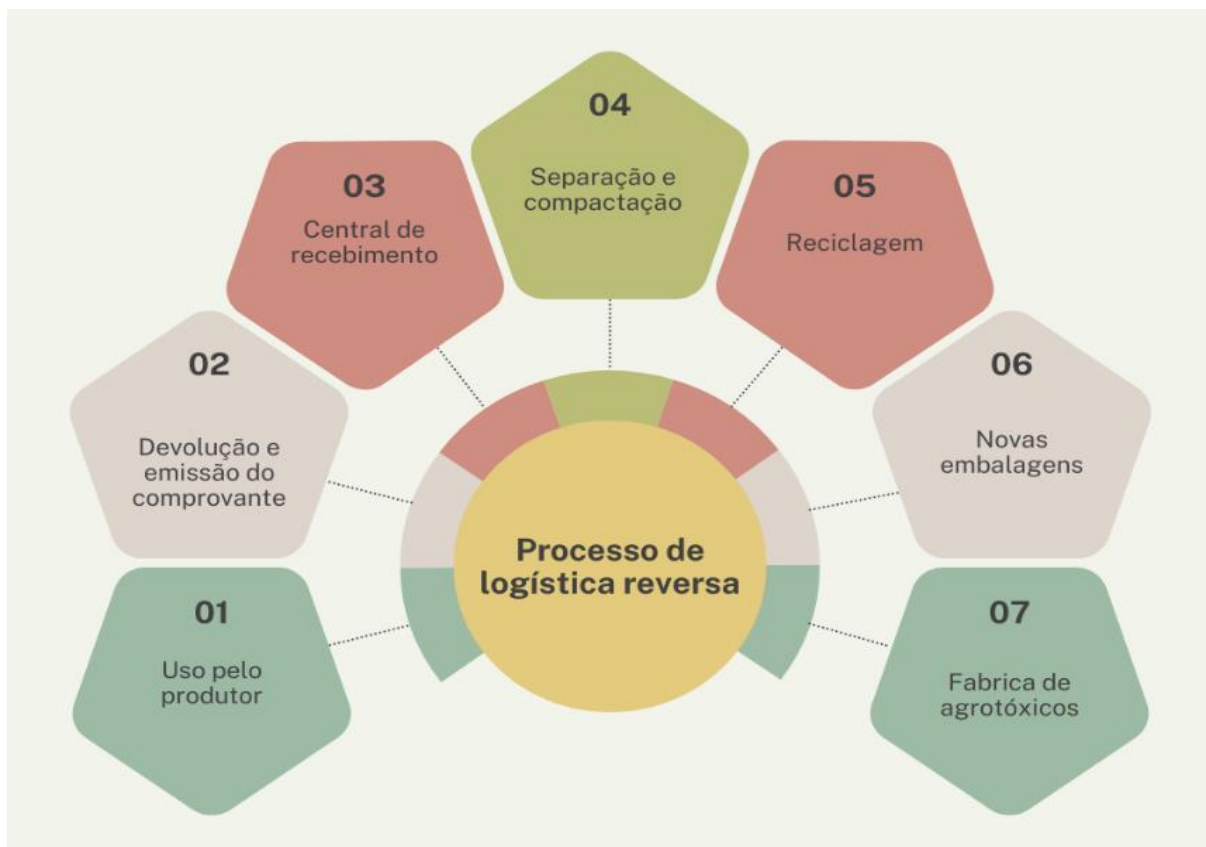 01
Uso pelo
produtor
02
Devolução e
emissão do
comprovante
03
Central de
recebimento
04
Separação e
compactação
05
Reciclagem
06
Novas
embalagens
07
Fabrica de
agrotóxicos
Processo de
logística reversa